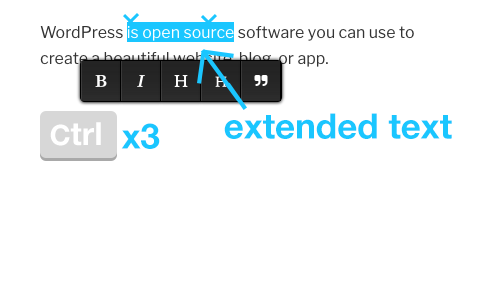 WordPress is open source software you can use to
create a beautiful website, blog, or app.
B I H H ❞
Ctrl x3
extended text